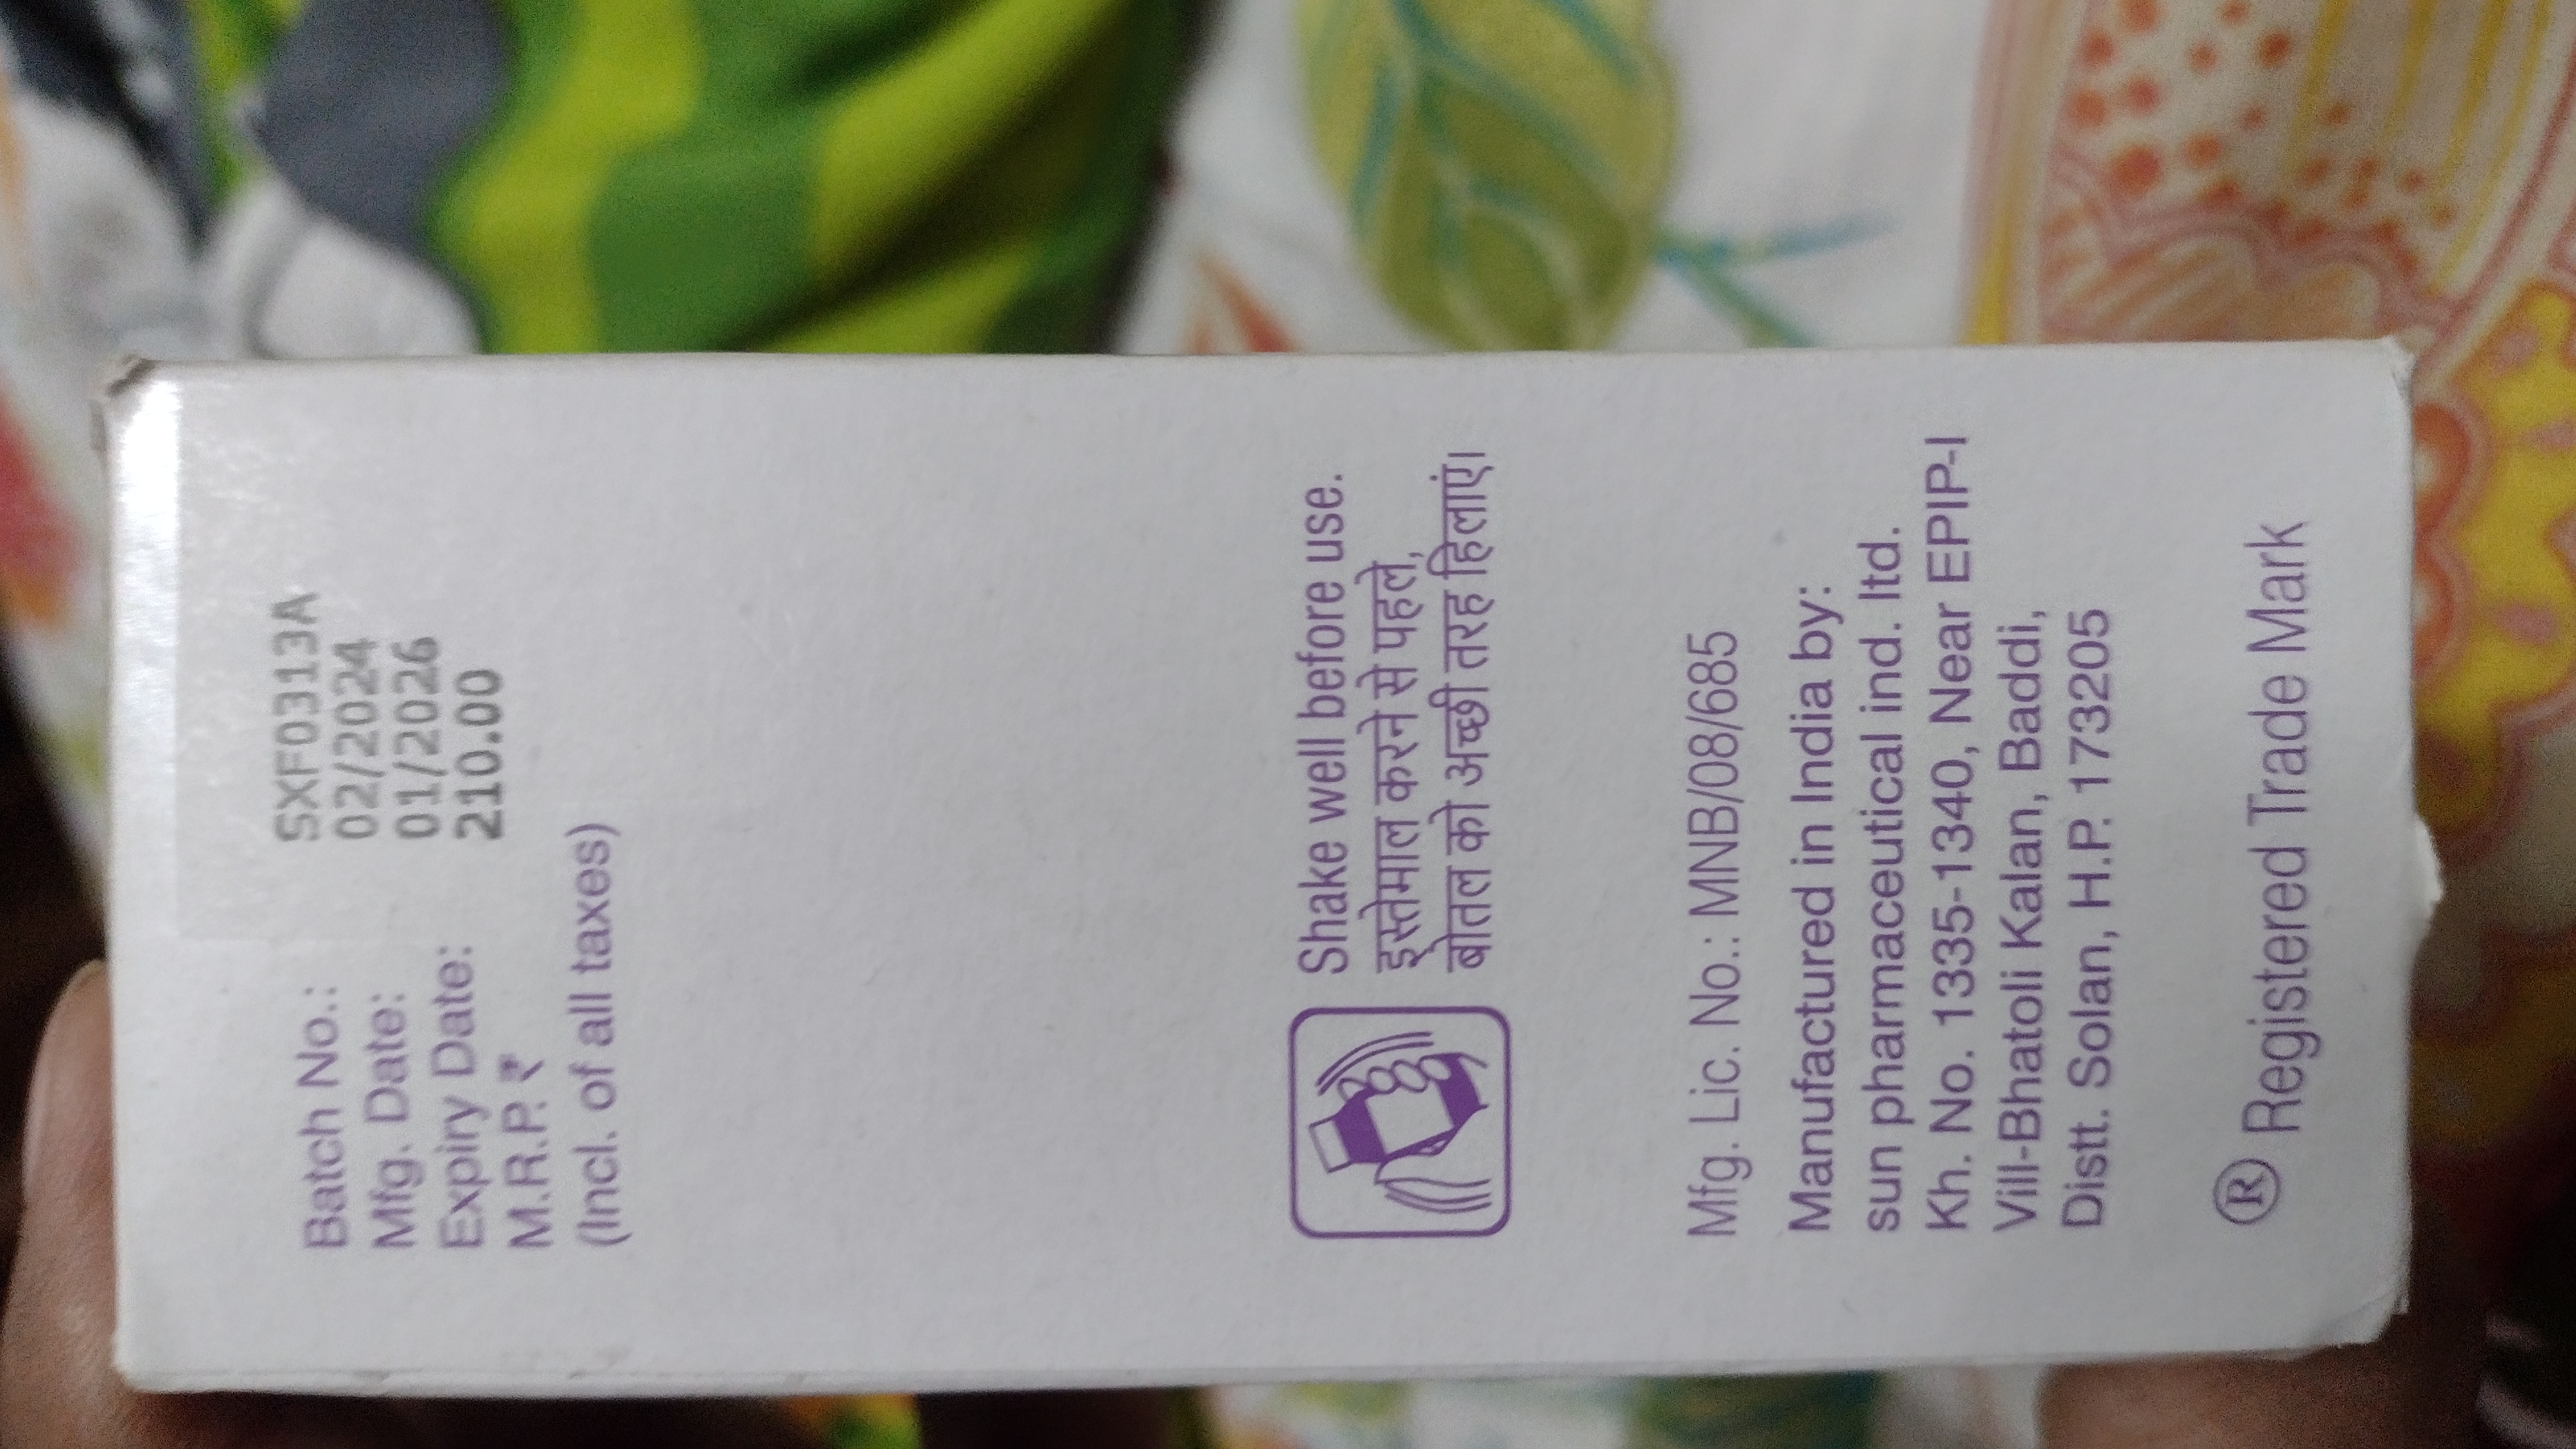 Batch No.: SXF0313A
Mfg. Date: 02/2024
Expiry Date: 01/2026
M.R.P. ₹ 210.00
(Incl. of all taxes)
Shake well before use.
इस्तेमाल करने से पहले,
बोतल को अच्छी तरह हिलाएं।
Mfg. Lic. No.: MNB/08/685
Manufactured in India by:
sun pharmaceutical ind. ltd.
Kh. No. 1335-1340, Near EPIP-I
Vill-Bhatoli Kalan, Baddi,
Distt. Solan, H.P. 173205
® Registered Trade Mark